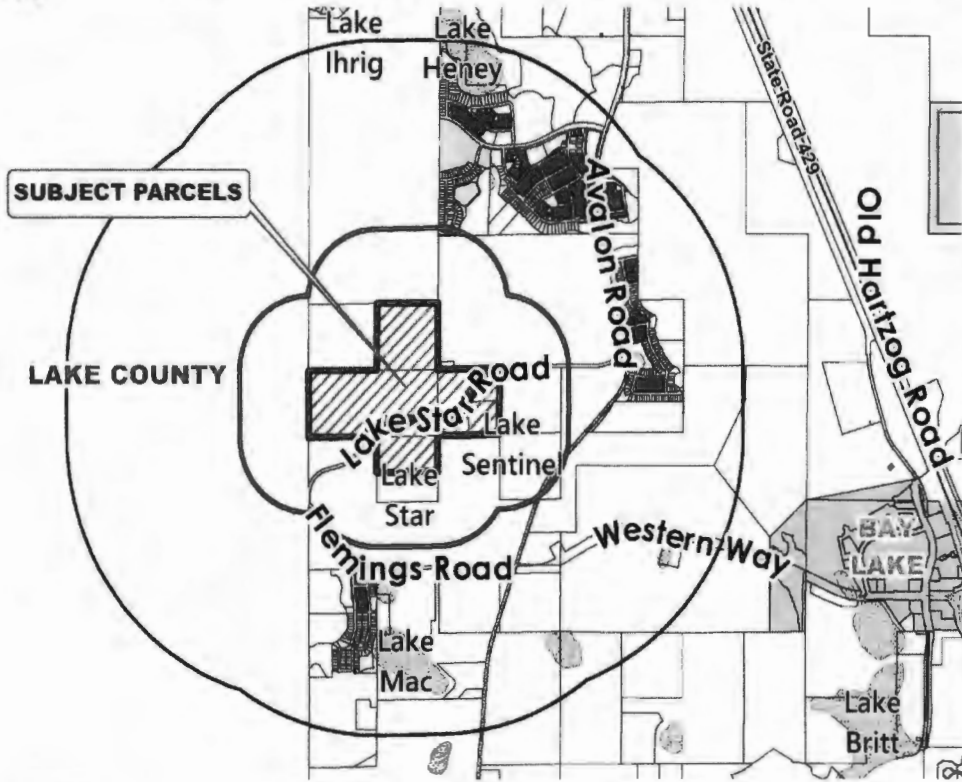 Lake
Ihrig
Lake
Heney
State Road 429
SUBJECT PARCELS
Avalon Road
Old Hartzog Road
LAKE COUNTY
Lake Star Road
Lake
Sentinel
Lake
Star
Flemings Road
Western Way
BAY
LAKE
Lake
Mac
Lake
Britt